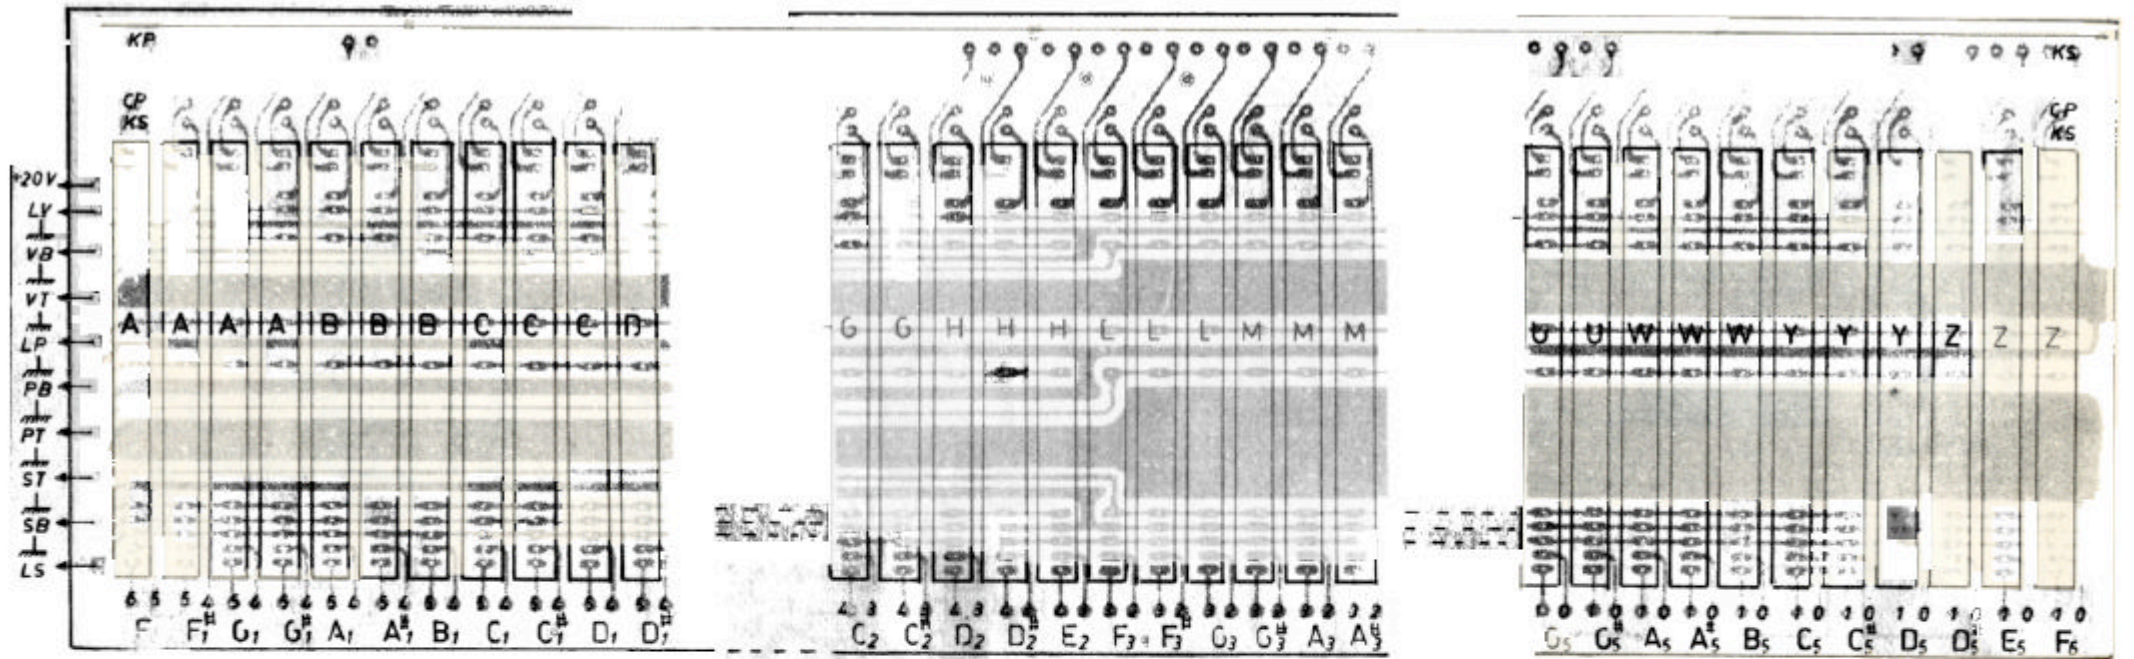 KP KS
CP CP
KS KS
+20V
LV
VB
VT
A A A A B B B C C C D G G H H H L L L M M M U U W W W Y Y Y Z Z Z
LP
PB
PT
ST
SB
LS
F F₁# G₁ G₁# A₁ A₁# B₁ C₁ C₁# D₁ D₁# C₂ C₂# D₂ D₂# E₂ F₃ F₃# G₃ G₃# A₃ A₃# G₅ G₅# A₅ A₅# B₅ C₅ C₅# D₅ D₅# E₅ F₆